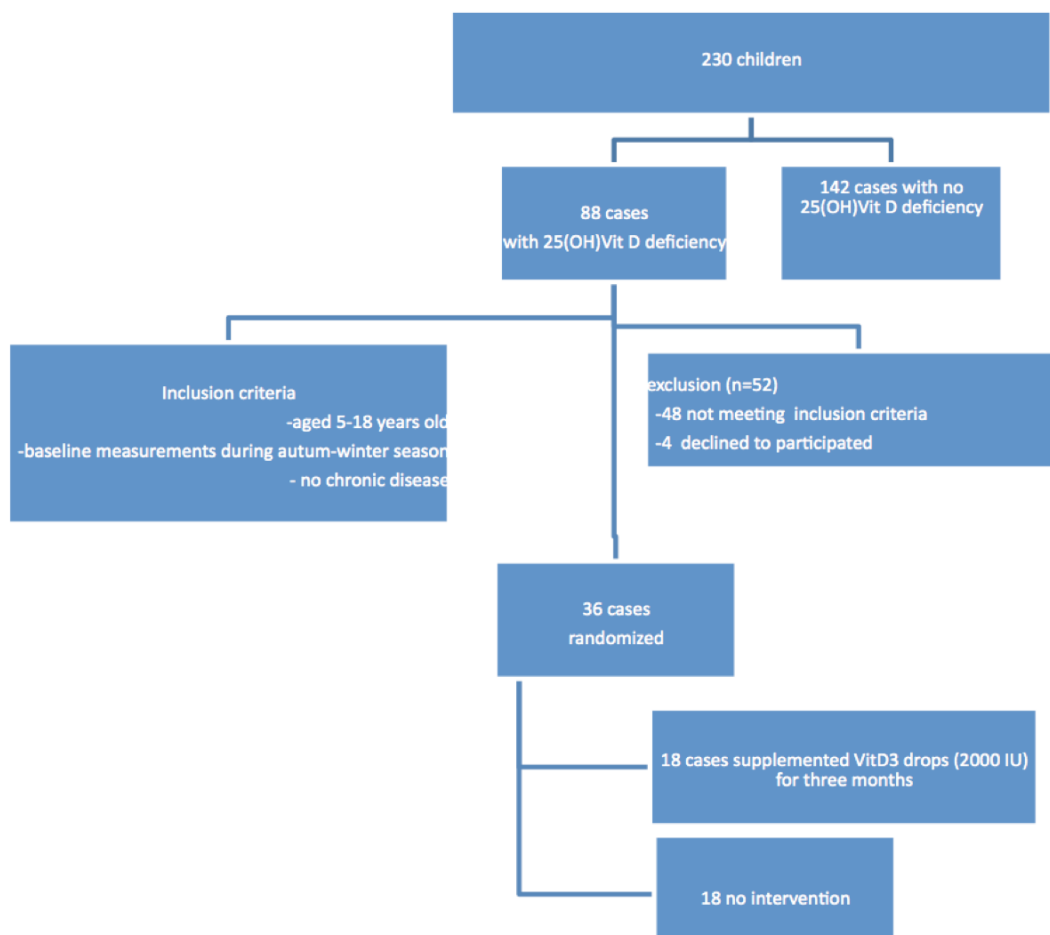 230 children
88 cases
with 25(OH)Vit D deficiency
142 cases with no
25(OH)Vit D deficiency
Inclusion criteria
-aged 5-18 years old
-baseline measurements during autum-winter season
- no chronic disease
exclusion (n=52)
-48 not meeting inclusion criteria
-4 declined to participated
36 cases
randomized
18 cases supplemented VitD3 drops (2000 IU)
for three months
18 no intervention